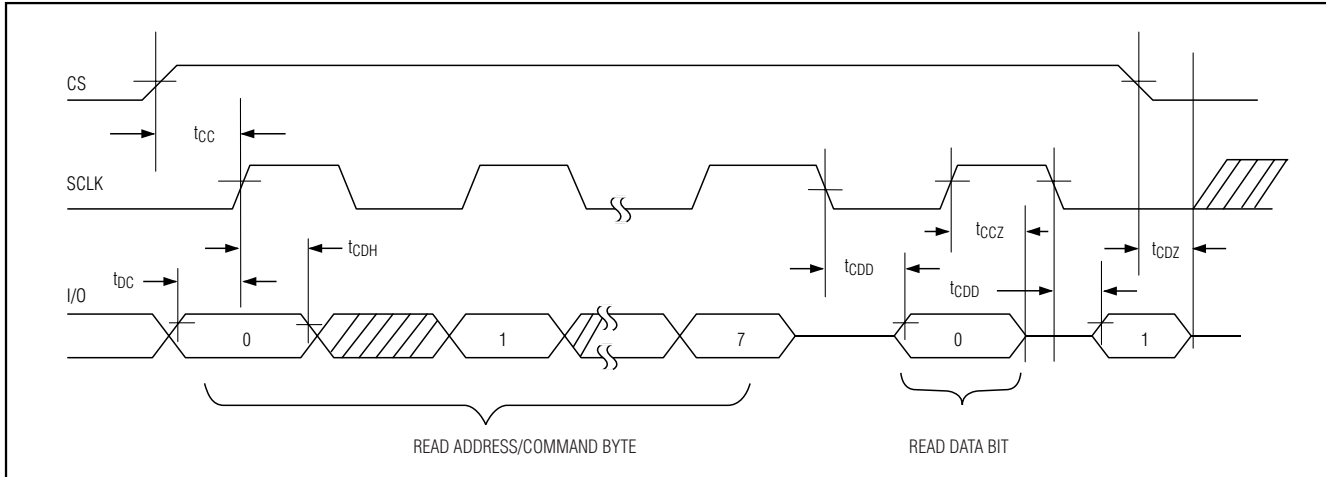 CS
tCC
SCLK
tCDH
tCCZ
tCDZ
tCDD
tDC
tCDD
I/O
0
1
7
0
1
READ ADDRESS/COMMAND BYTE
READ DATA BIT